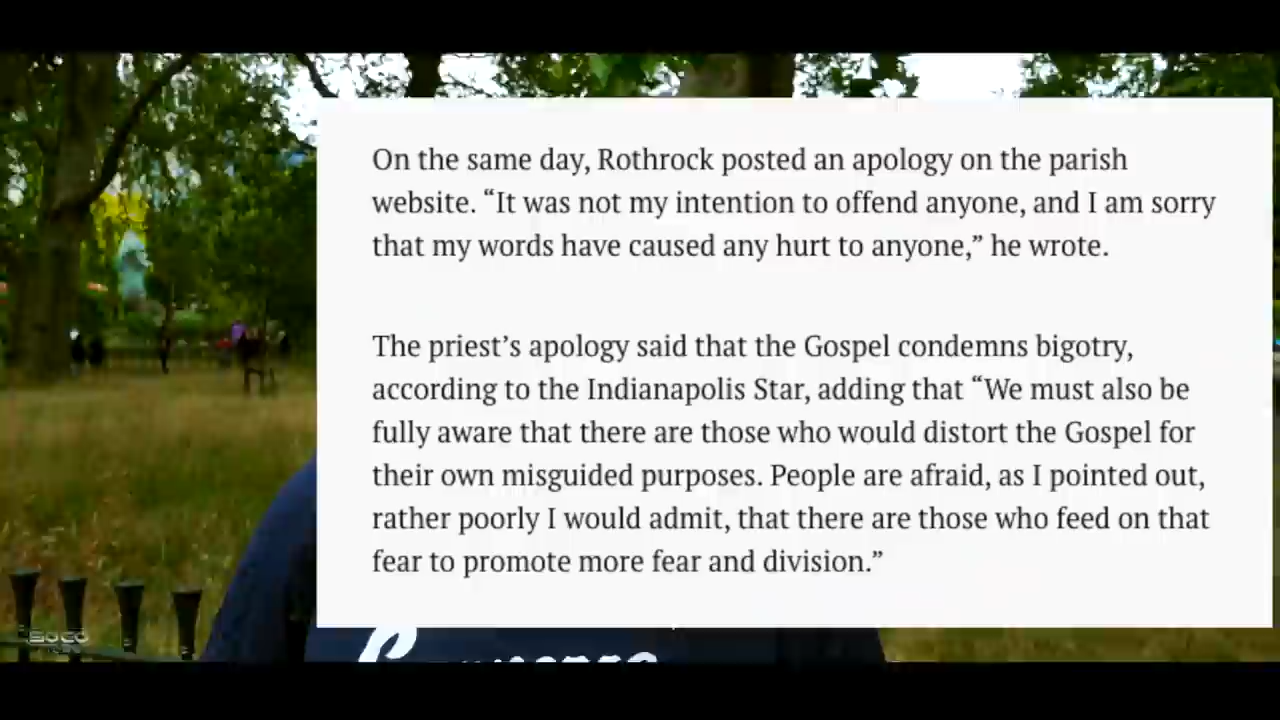 On the same day, Rothrock posted an apology on the parish
website. “It was not my intention to offend anyone, and I am sorry
that my words have caused any hurt to anyone,” he wrote.
The priest’s apology said that the Gospel condemns bigotry,
according to the Indianapolis Star, adding that “We must also be
fully aware that there are those who would distort the Gospel for
their own misguided purposes. People are afraid, as I pointed out,
rather poorly I would admit, that there are those who feed on that
fear to promote more fear and division.”
SOCO